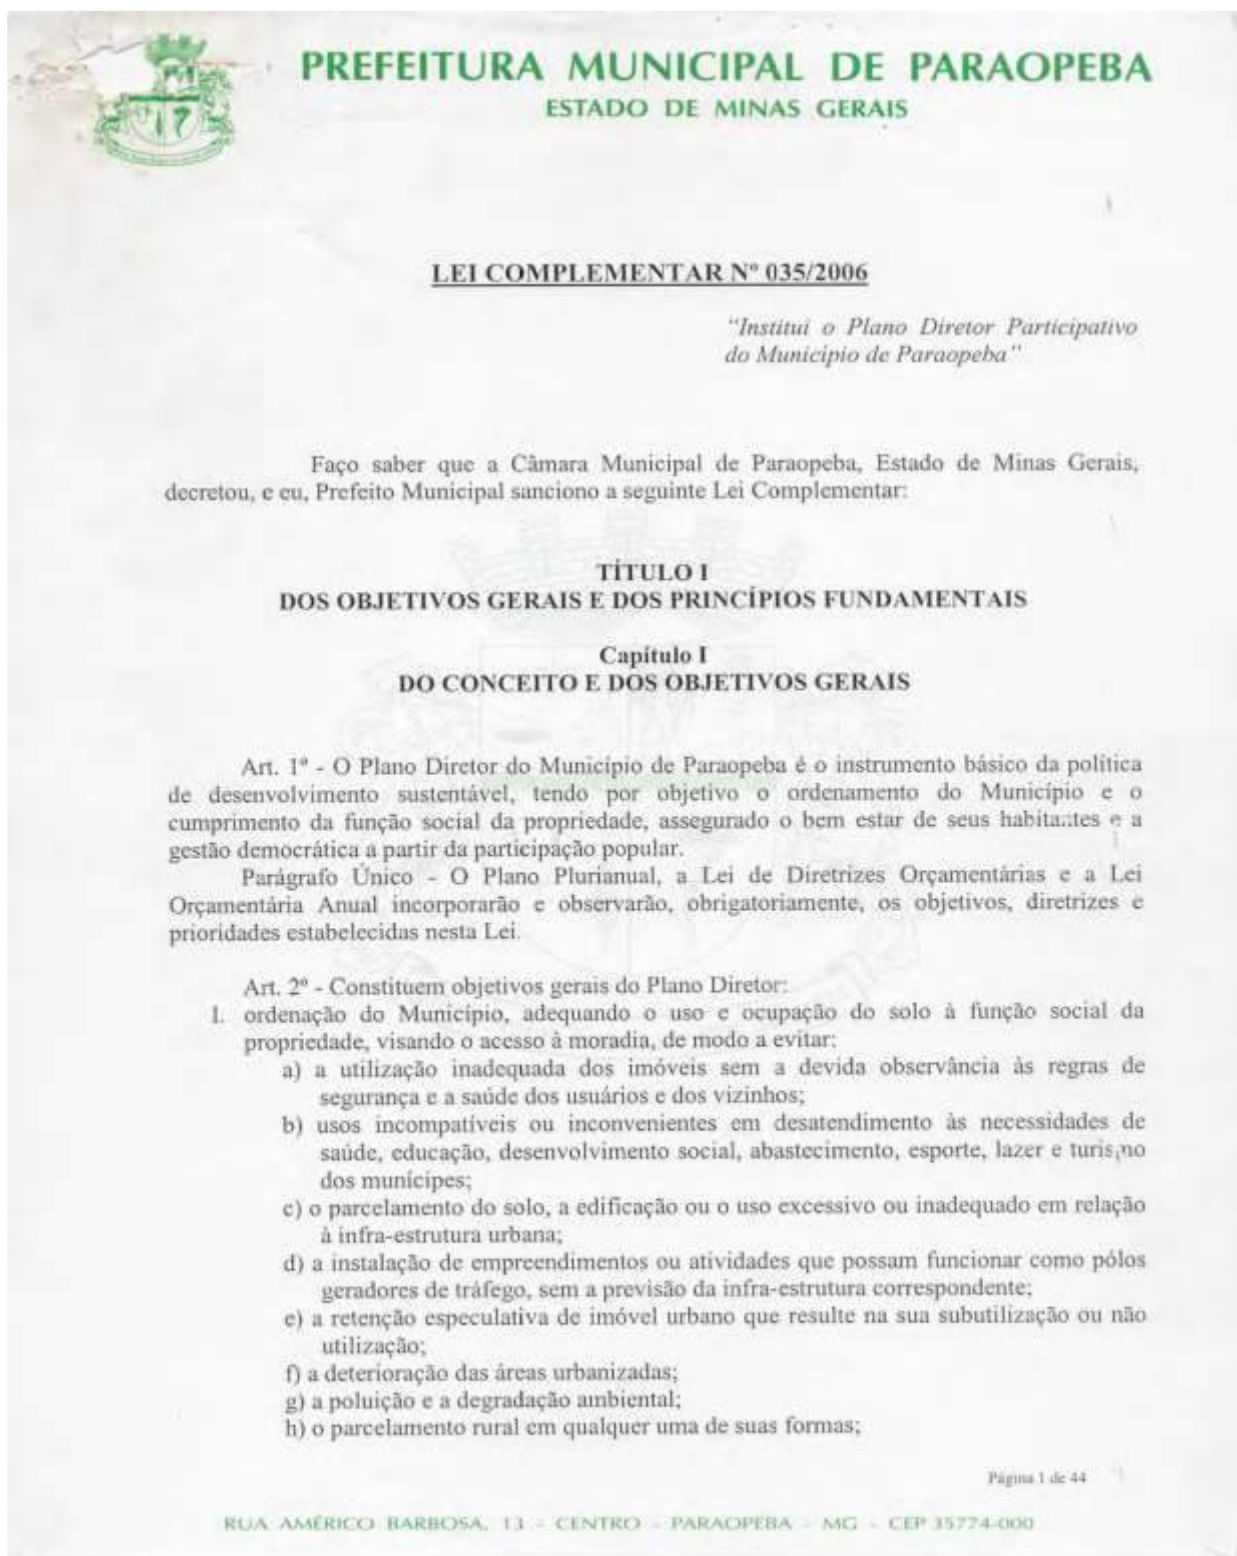 PREFEITURA MUNICIPAL DE PARAOPEBA
ESTADO DE MINAS GERAIS
LEI COMPLEMENTAR Nº 035/2006
“Institui o Plano Diretor Participativo
do Município de Paraopeba”
Faço saber que a Câmara Municipal de Paraopeba, Estado de Minas Gerais,
decretou, e eu, Prefeito Municipal sanciono a seguinte Lei Complementar:
TÍTULO I
DOS OBJETIVOS GERAIS E DOS PRINCÍPIOS FUNDAMENTAIS
Capítulo I
DO CONCEITO E DOS OBJETIVOS GERAIS
Art. 1º - O Plano Diretor do Município de Paraopeba é o instrumento básico da política
de desenvolvimento sustentável, tendo por objetivo o ordenamento do Município e o
cumprimento da função social da propriedade, assegurado o bem estar de seus habitantes e a
gestão democrática a partir da participação popular.
Parágrafo Único - O Plano Plurianual, a Lei de Diretrizes Orçamentárias e a Lei
Orçamentária Anual incorporarão e observarão, obrigatoriamente, os objetivos, diretrizes e
prioridades estabelecidas nesta Lei.
Art. 2º - Constituem objetivos gerais do Plano Diretor:
I. ordenação do Município, adequando o uso e ocupação do solo à função social da
propriedade, visando o acesso à moradia, de modo a evitar:
a) a utilização inadequada dos imóveis sem a devida observância às regras de
segurança e a saúde dos usuários e dos vizinhos;
b) usos incompatíveis ou inconvenientes em desatendimento às necessidades de
saúde, educação, desenvolvimento social, abastecimento, esporte, lazer e turismo
dos munícipes;
c) o parcelamento do solo, a edificação ou o uso excessivo ou inadequado em relação
à infra-estrutura urbana;
d) a instalação de empreendimentos ou atividades que possam funcionar como pólos
geradores de tráfego, sem a previsão da infra-estrutura correspondente;
e) a retenção especulativa de imóvel urbano que resulte na sua subutilização ou não
utilização;
f) a deterioração das áreas urbanizadas;
g) a poluição e a degradação ambiental;
h) o parcelamento rural em qualquer uma de suas formas;
Página 1 de 44
RUA AMÉRICO BARBOSA, 13 - CENTRO - PARAOPEBA - MG - CEP 35774-000